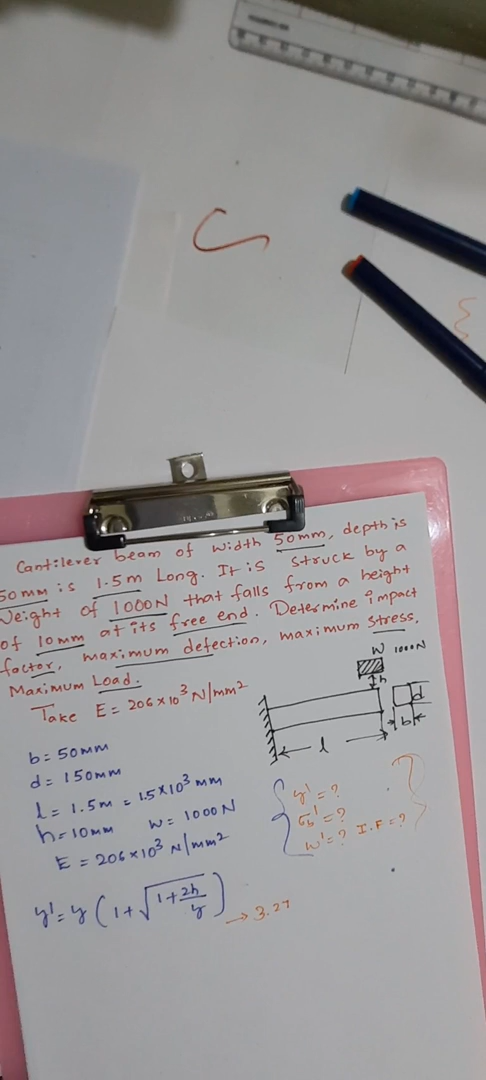 Cantilever beam of width 50mm, depth is
50 mm is 1.5m Long. It is struck by a
Weight of 1000N that falls from a height
of 10mm at its free end. Determine impact
factor, maximum defection, maximum stress,
Maximum Load.
Take E = 206×10³ N/mm²
W 1000N
h
d
b
l
b = 50mm
d = 150mm
l = 1.5m = 1.5×10³ mm
h = 10mm W = 1000N
E = 206×10³ N/mm²
y' = ?
σb' = ?
W' = ? I.F = ?
y' = y (1 + √(1 + 2h/y)) → 3.27